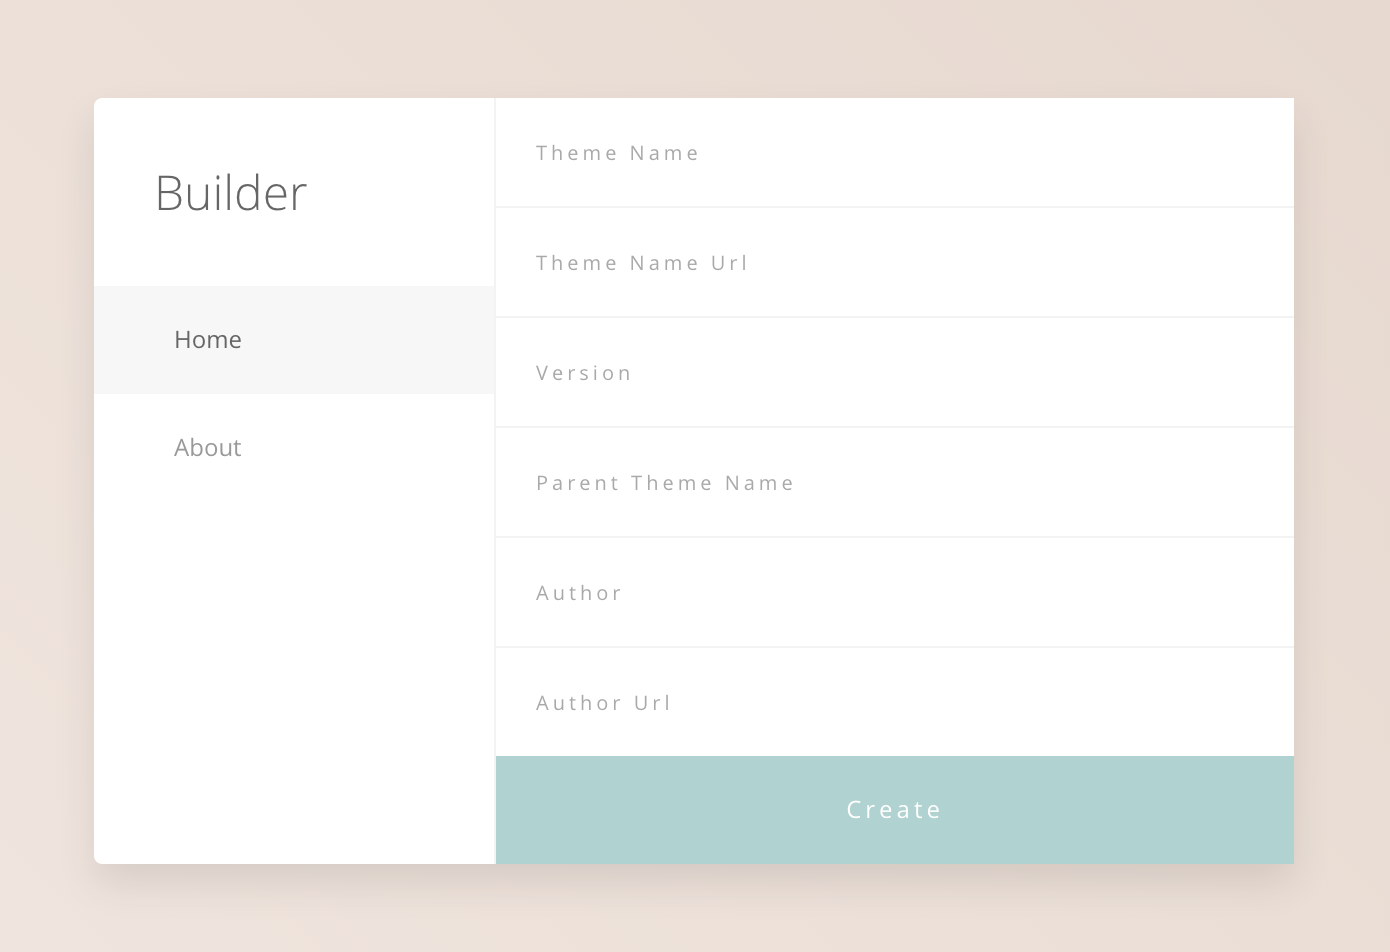 Builder
Home
About
Theme Name
Theme Name Url
Version
Parent Theme Name
Author
Author Url
Create